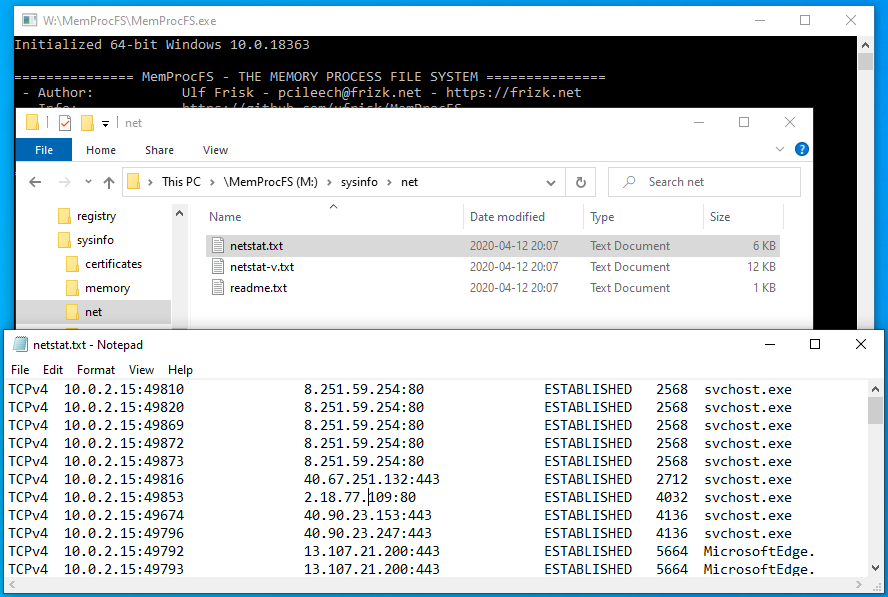 W:\MemProcFS\MemProcFS.exe
Initialized 64-bit Windows 10.0.18363
=============== MemProcFS - THE MEMORY PROCESS FILE SYSTEM ===============
- Author: Ulf Frisk - pcileech@frizk.net - https://frizk.net
- Info: https://github.com/ufrisk/MemProcFS
net
File Home Share View
This PC > \MemProcFS (M:) > sysinfo > net
Search net
registry
sysinfo
certificates
memory
net
Name Date modified Type Size
netstat.txt 2020-04-12 20:07 Text Document 6 KB
netstat-v.txt 2020-04-12 20:07 Text Document 12 KB
readme.txt 2020-04-12 20:07 Text Document 1 KB
netstat.txt - Notepad
File Edit Format View Help
TCPv4 10.0.2.15:49810 8.251.59.254:80 ESTABLISHED 2568 svchost.exe
TCPv4 10.0.2.15:49820 8.251.59.254:80 ESTABLISHED 2568 svchost.exe
TCPv4 10.0.2.15:49869 8.251.59.254:80 ESTABLISHED 2568 svchost.exe
TCPv4 10.0.2.15:49872 8.251.59.254:80 ESTABLISHED 2568 svchost.exe
TCPv4 10.0.2.15:49873 8.251.59.254:80 ESTABLISHED 2568 svchost.exe
TCPv4 10.0.2.15:49816 40.67.251.132:443 ESTABLISHED 2712 svchost.exe
TCPv4 10.0.2.15:49853 2.18.77.109:80 ESTABLISHED 4032 svchost.exe
TCPv4 10.0.2.15:49674 40.90.23.153:443 ESTABLISHED 4136 svchost.exe
TCPv4 10.0.2.15:49796 40.90.23.247:443 ESTABLISHED 4136 svchost.exe
TCPv4 10.0.2.15:49792 13.107.21.200:443 ESTABLISHED 5664 MicrosoftEdge.
TCPv4 10.0.2.15:49793 13.107.21.200:443 ESTABLISHED 5664 MicrosoftEdge.